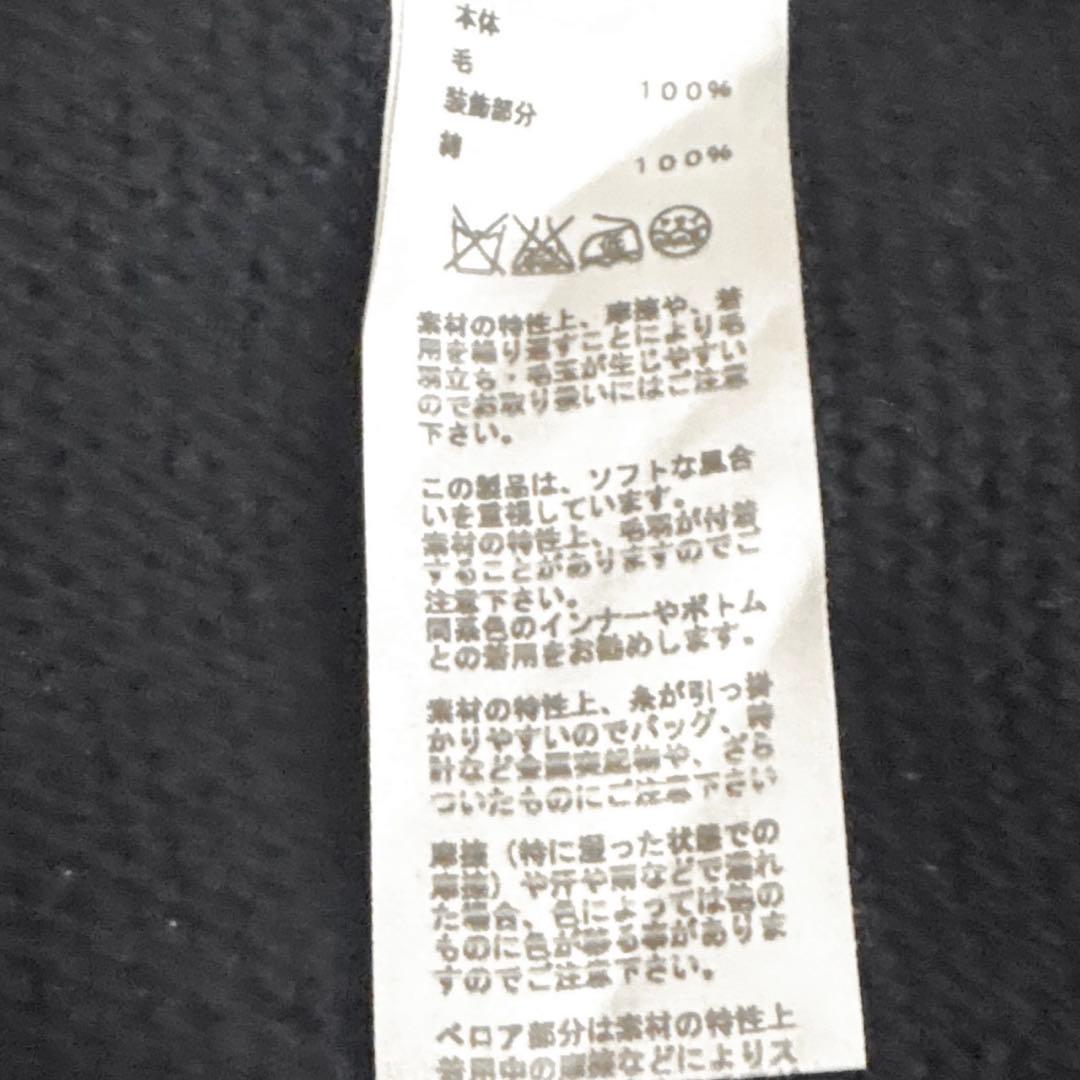 本体
毛 100%
装飾部分
綿 100%
素材の特性上、摩擦や、着
用を繰り返すことにより毛
羽立ち・毛玉が生じやすい
のでお取り扱いにはご注意
下さい。
この製品は、ソフトな風合
いを重視しています。
素材の特性上、毛羽が付着
することがありますのでご
注意下さい。
同系色のインナーやボトム
との着用をお勧めします。
素材の特性上、糸が引っ掛
かりやすいのでバッグ、時
計など金属突起物や、ざら
ついたものにご注意下さい
摩擦（特に湿った状態での
摩擦）や汗や雨などで濡れ
た場合、色によっては他の
ものに色が移る事がありま
すのでご注意下さい。
ベロア部分は素材の特性上
着用中の摩擦などによりス